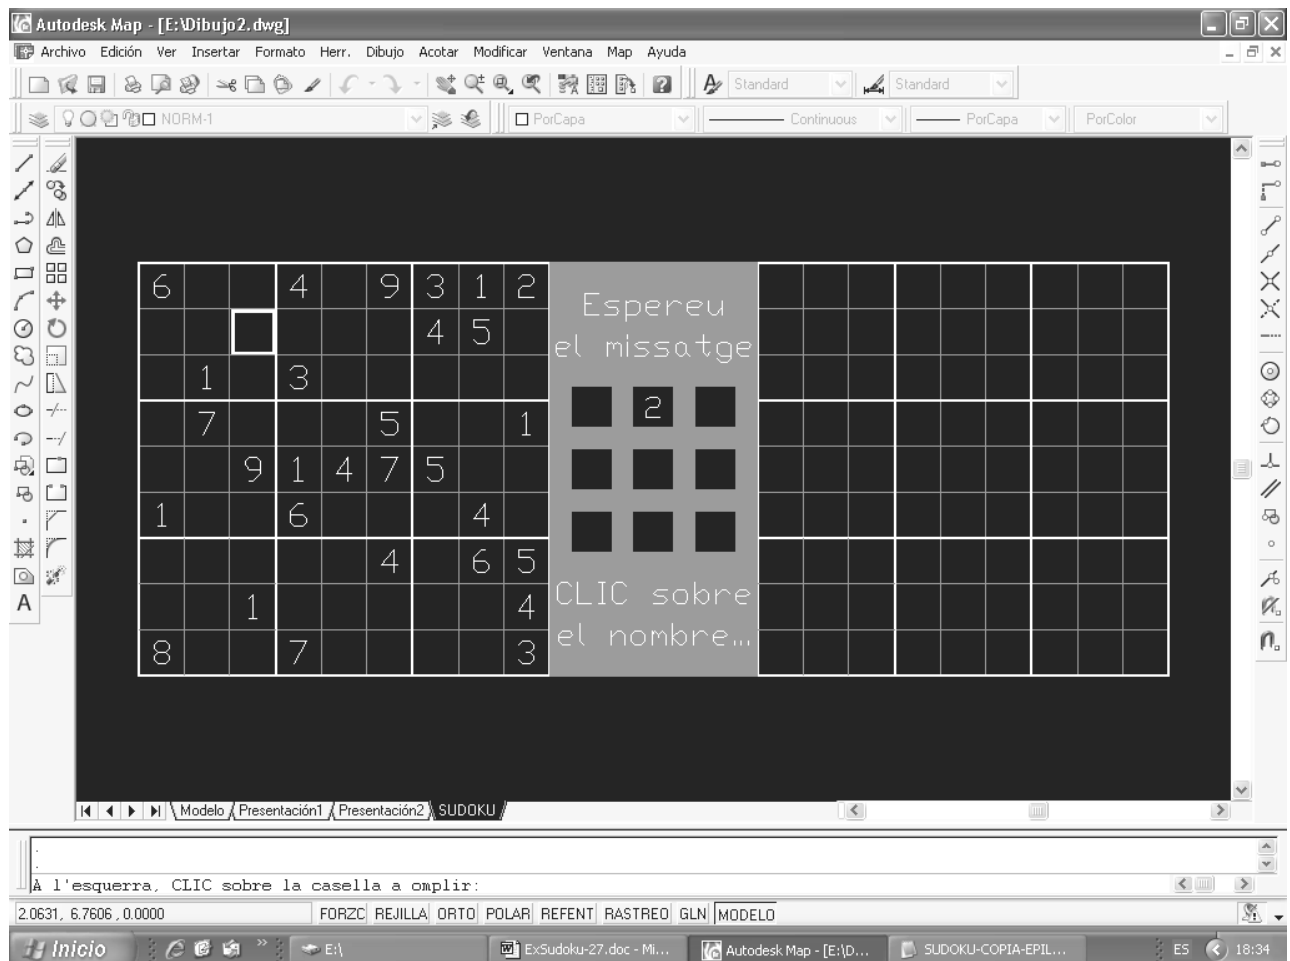 Autodesk Map - [E:\Dibujo2.dwg]
Archivo Edición Ver Insertar Formato Herr. Dibujo Acotar Modificar Ventana Map Ayuda
Standard Standard
NORM-1 PorCapa Continuous PorCapa PorColor
6 4 9 3 1 2
4 5
1 3
7 5 1
9 1 4 7 5
1 6 4
4 6 5
1 4
8 7 3
Espereu
el missatge
2
CLIC sobre
el nombre...
Modelo Presentación1 Presentación2 SUDOKU
A l'esquerra, CLIC sobre la casella a omplir:
2.0631, 6.7606 , 0.0000 FORZC REJILLA ORTO POLAR REFENT RASTREO GLN MODELO
Inicio E:\ ExSudoku-27.doc - Mi... Autodesk Map - [E:\D... SUDOKU-COPIA-EPIL... ES 18:34